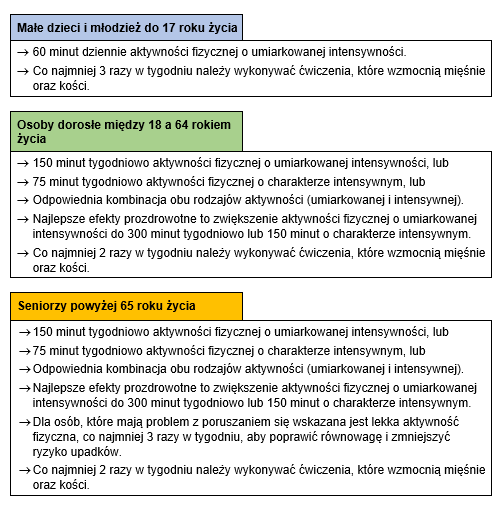 Małe dzieci i młodzież do 17 roku życia
→ 60 minut dziennie aktywności fizycznej o umiarkowanej intensywności.
→ Co najmniej 3 razy w tygodniu należy wykonywać ćwiczenia, które wzmocnią mięśnie
oraz kości.
Osoby dorosłe między 18 a 64 rokiem
życia
→ 150 minut tygodniowo aktywności fizycznej o umiarkowanej intensywności, lub
→ 75 minut tygodniowo aktywności fizycznej o charakterze intensywnym, lub
→ Odpowiednia kombinacja obu rodzajów aktywności (umiarkowanej i intensywnej).
→ Najlepsze efekty prozdrowotne to zwiększenie aktywności fizycznej o umiarkowanej
intensywności do 300 minut tygodniowo lub 150 minut o charakterze intensywnym.
→ Co najmniej 2 razy w tygodniu należy wykonywać ćwiczenia, które wzmocnią mięśnie
oraz kości.
Seniorzy powyżej 65 roku życia
→ 150 minut tygodniowo aktywności fizycznej o umiarkowanej intensywności, lub
→ 75 minut tygodniowo aktywności fizycznej o charakterze intensywnym, lub
→ Odpowiednia kombinacja obu rodzajów aktywności (umiarkowanej i intensywnej).
→ Najlepsze efekty prozdrowotne to zwiększenie aktywności fizycznej o umiarkowanej
intensywności do 300 minut tygodniowo lub 150 minut o charakterze intensywnym.
→ Dla osób, które mają problem z poruszaniem się wskazana jest lekka aktywność
fizyczna, co najmniej 3 razy w tygodniu, aby poprawić równowagę i zmniejszyć
ryzyko upadków.
→ Co najmniej 2 razy w tygodniu należy wykonywać ćwiczenia, które wzmocnią mięśnie
oraz kości.